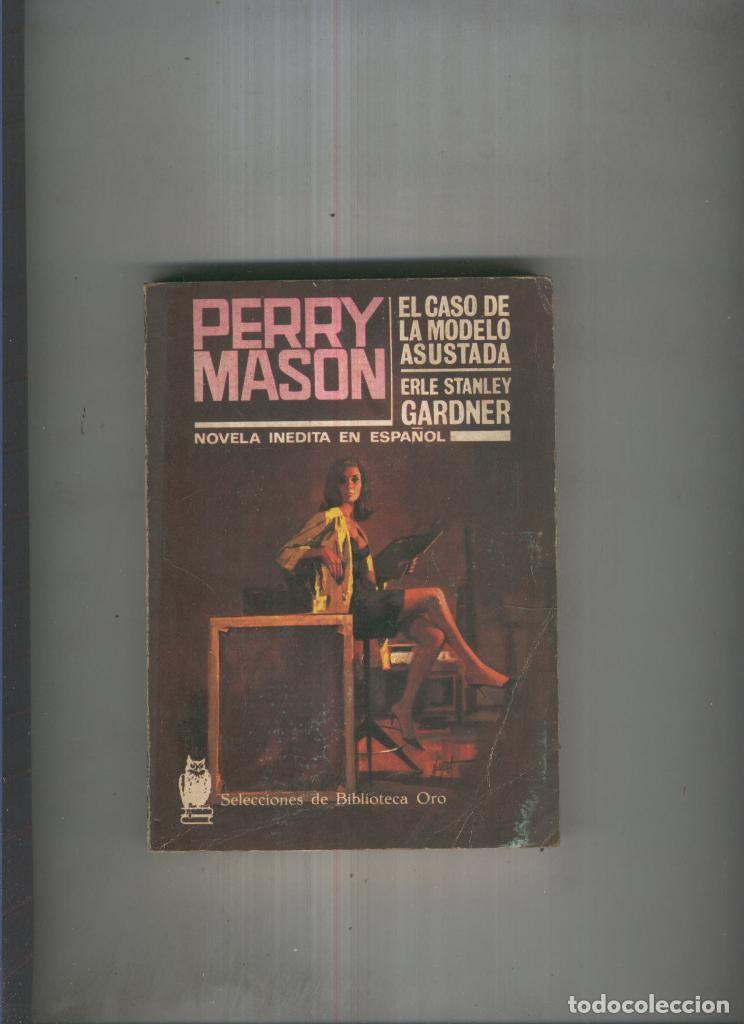 PERRY
MASON
EL CASO DE
LA MODELO
ASUSTADA
ERLE STANLEY
GARDNER
NOVELA INEDITA EN ESPAÑOL
Selecciones de Biblioteca Oro
todocoleccion